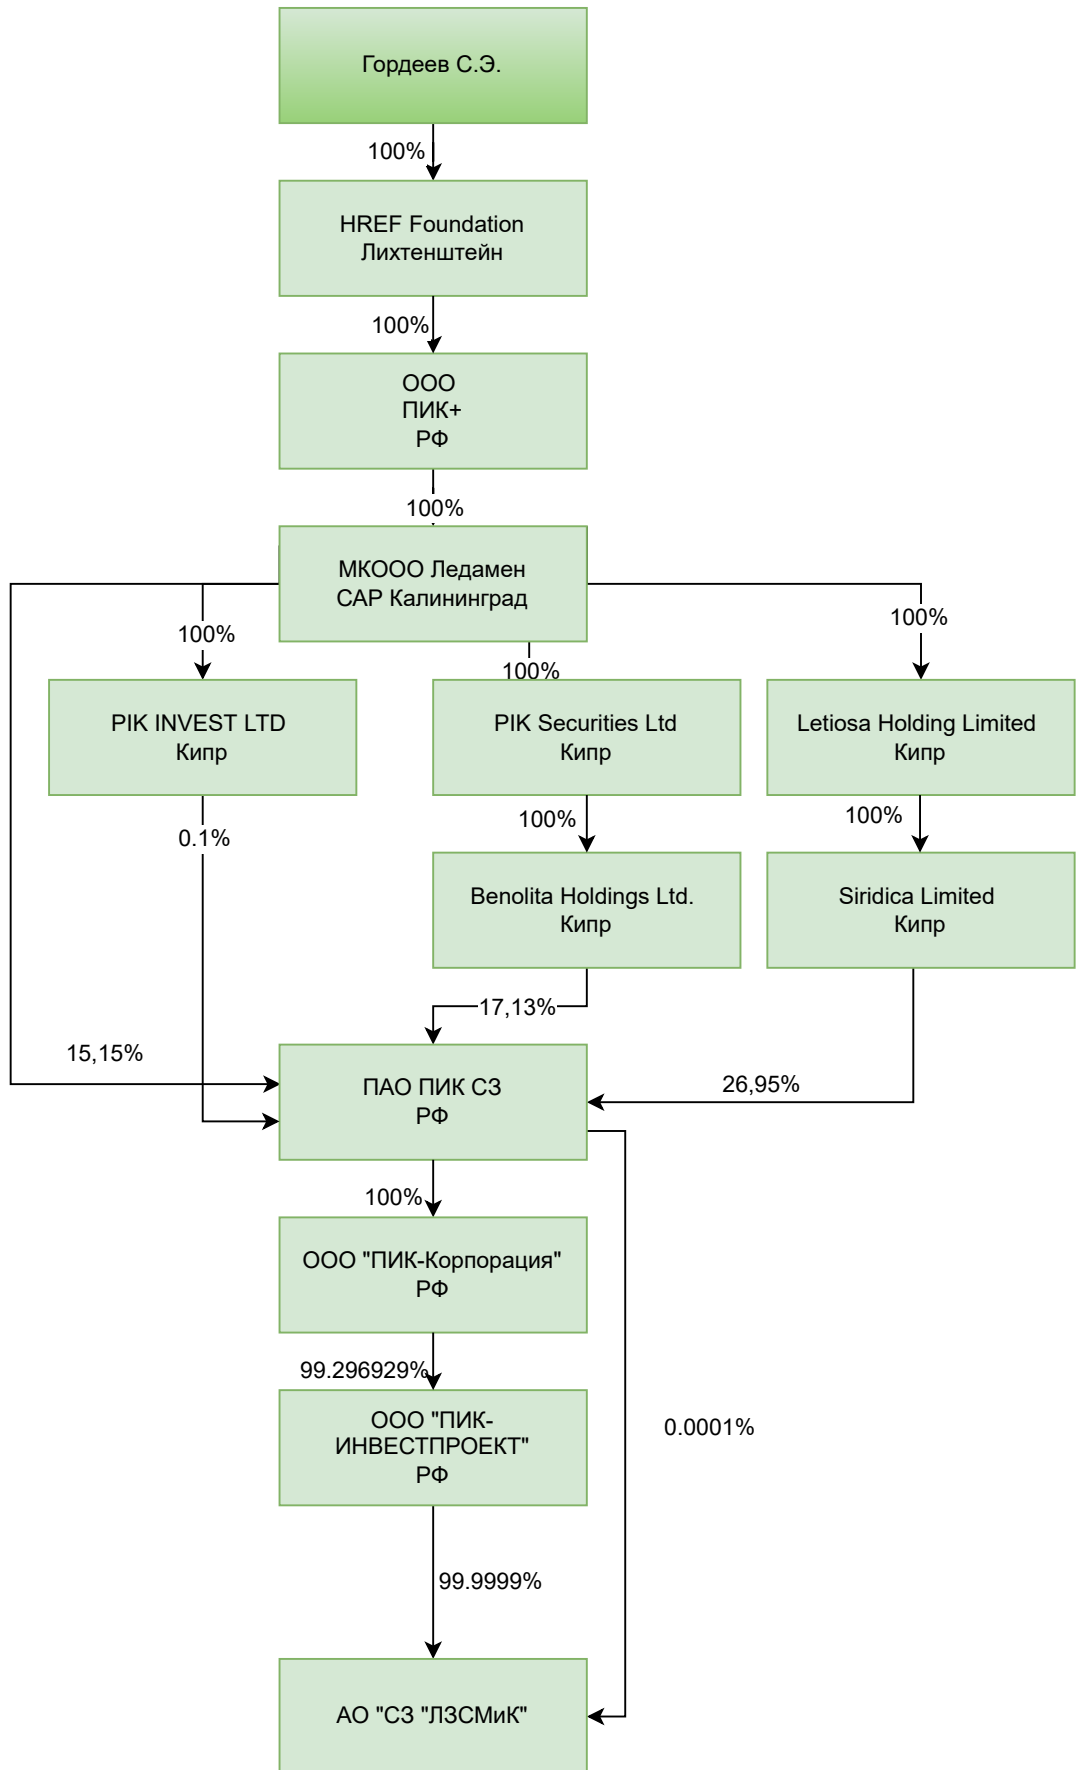 Гордеев С.Э.
100%
HREF Foundation
Лихтенштейн
100%
ООО
ПИК+
РФ
100%
МКООО Ледамен
САР Калининград
100%
100%
100%
PIK INVEST LTD
Кипр
PIK Securities Ltd
Кипр
Letiosa Holding Limited
Кипр
0.1%
100%
100%
Benolita Holdings Ltd.
Кипр
Siridica Limited
Кипр
17,13%
15,15%
26,95%
ПАО ПИК СЗ
РФ
100%
ООО "ПИК-Корпорация"
РФ
99.296929%
ООО "ПИК-
ИНВЕСТПРОЕКТ"
РФ
0.0001%
99.9999%
АО "СЗ "ЛЗСМиК"